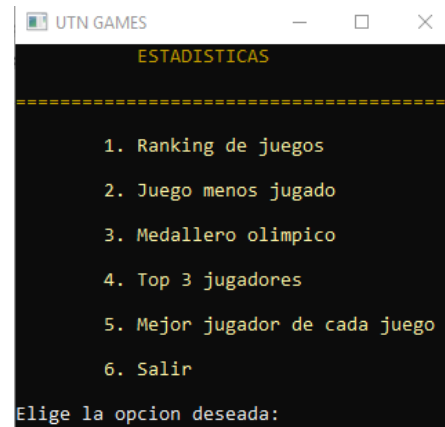 UTN GAMES
ESTADISTICAS
=======================================
1. Ranking de juegos
2. Juego menos jugado
3. Medallero olimpico
4. Top 3 jugadores
5. Mejor jugador de cada juego
6. Salir
Elige la opcion deseada: